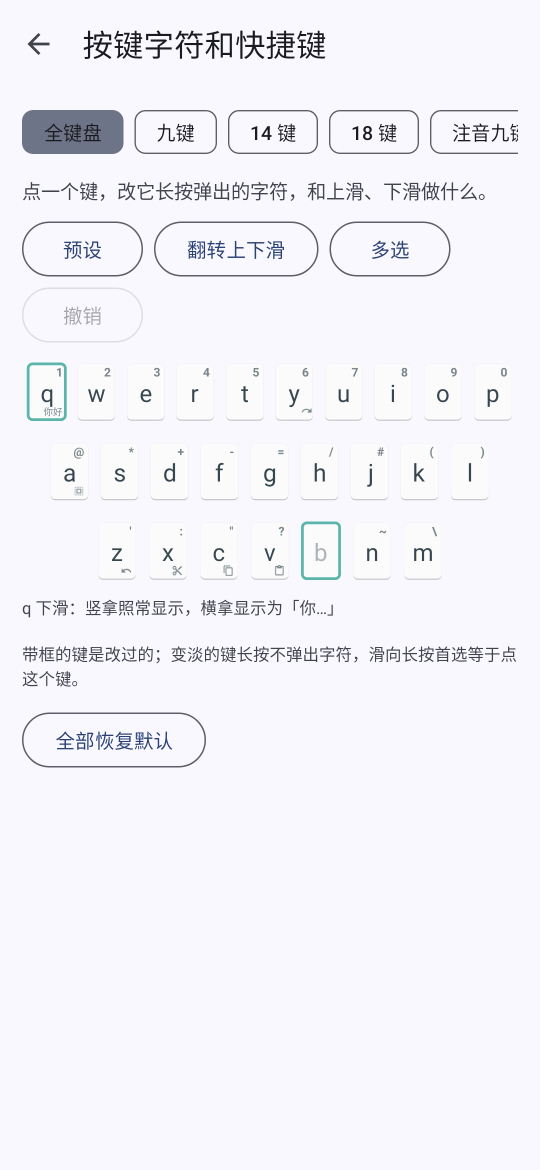 按键字符和快捷键
全键盘 九键 14 键 18 键 注音九键
点一个键，改它长按弹出的字符，和上滑、下滑做什么。
预设 翻转上下滑 多选
撤销
1 2 3 4 5 6 7 8 9 0
q w e r t y u i o p
你好
@ * + - = / # ( )
a s d f g h j k l
' : " ? ~ \
z x c v b n m
q 下滑：竖拿照常显示，横拿显示为「你…」
带框的键是改过的；变淡的键长按不弹出字符，滑向长按首选等于点
这个键。
全部恢复默认